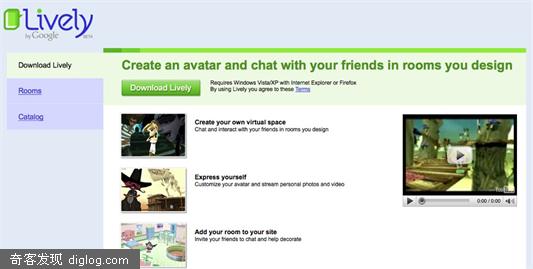 Lively
by Google BETA
Download Lively
Rooms
Catalog
Create an avatar and chat with your friends in rooms you design
Download Lively
Requires Windows Vista/XP with Internet Explorer or Firefox
By using Lively you agree to these Terms
Create your own virtual space
Chat and interact with your friends in rooms you design
Express yourself
Customize your avatar and stream personal photos and video
Add your room to your site
Invite your friends to chat and help decorate
0:00 / 0:00
奇客发现 diglog.com